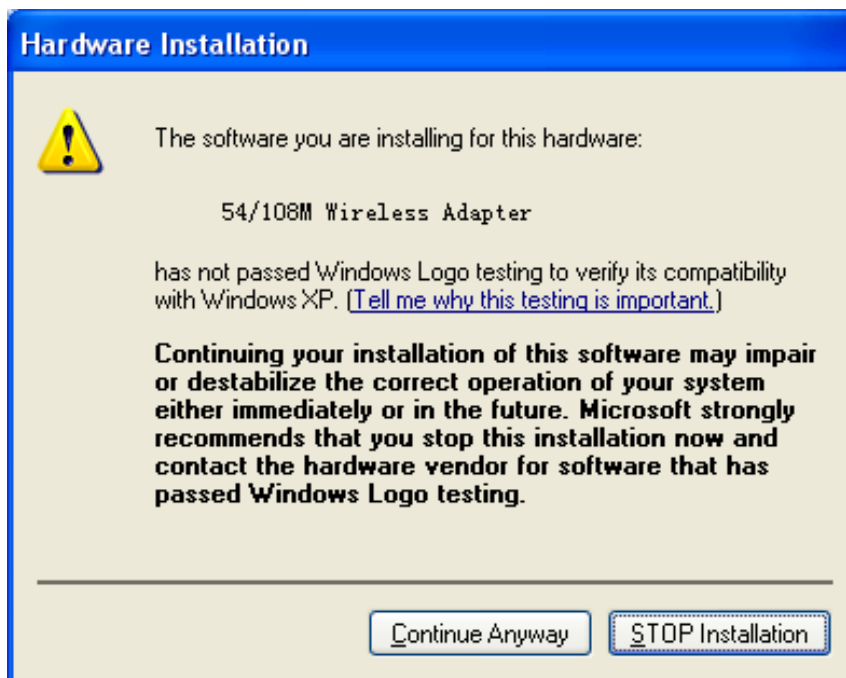 Hardware Installation
The software you are installing for this hardware:
54/108M Wireless Adapter
has not passed Windows Logo testing to verify its compatibility
with Windows XP. (Tell me why this testing is important.)
Continuing your installation of this software may impair
or destabilize the correct operation of your system
either immediately or in the future. Microsoft strongly
recommends that you stop this installation now and
contact the hardware vendor for software that has
passed Windows Logo testing.
Continue Anyway STOP Installation